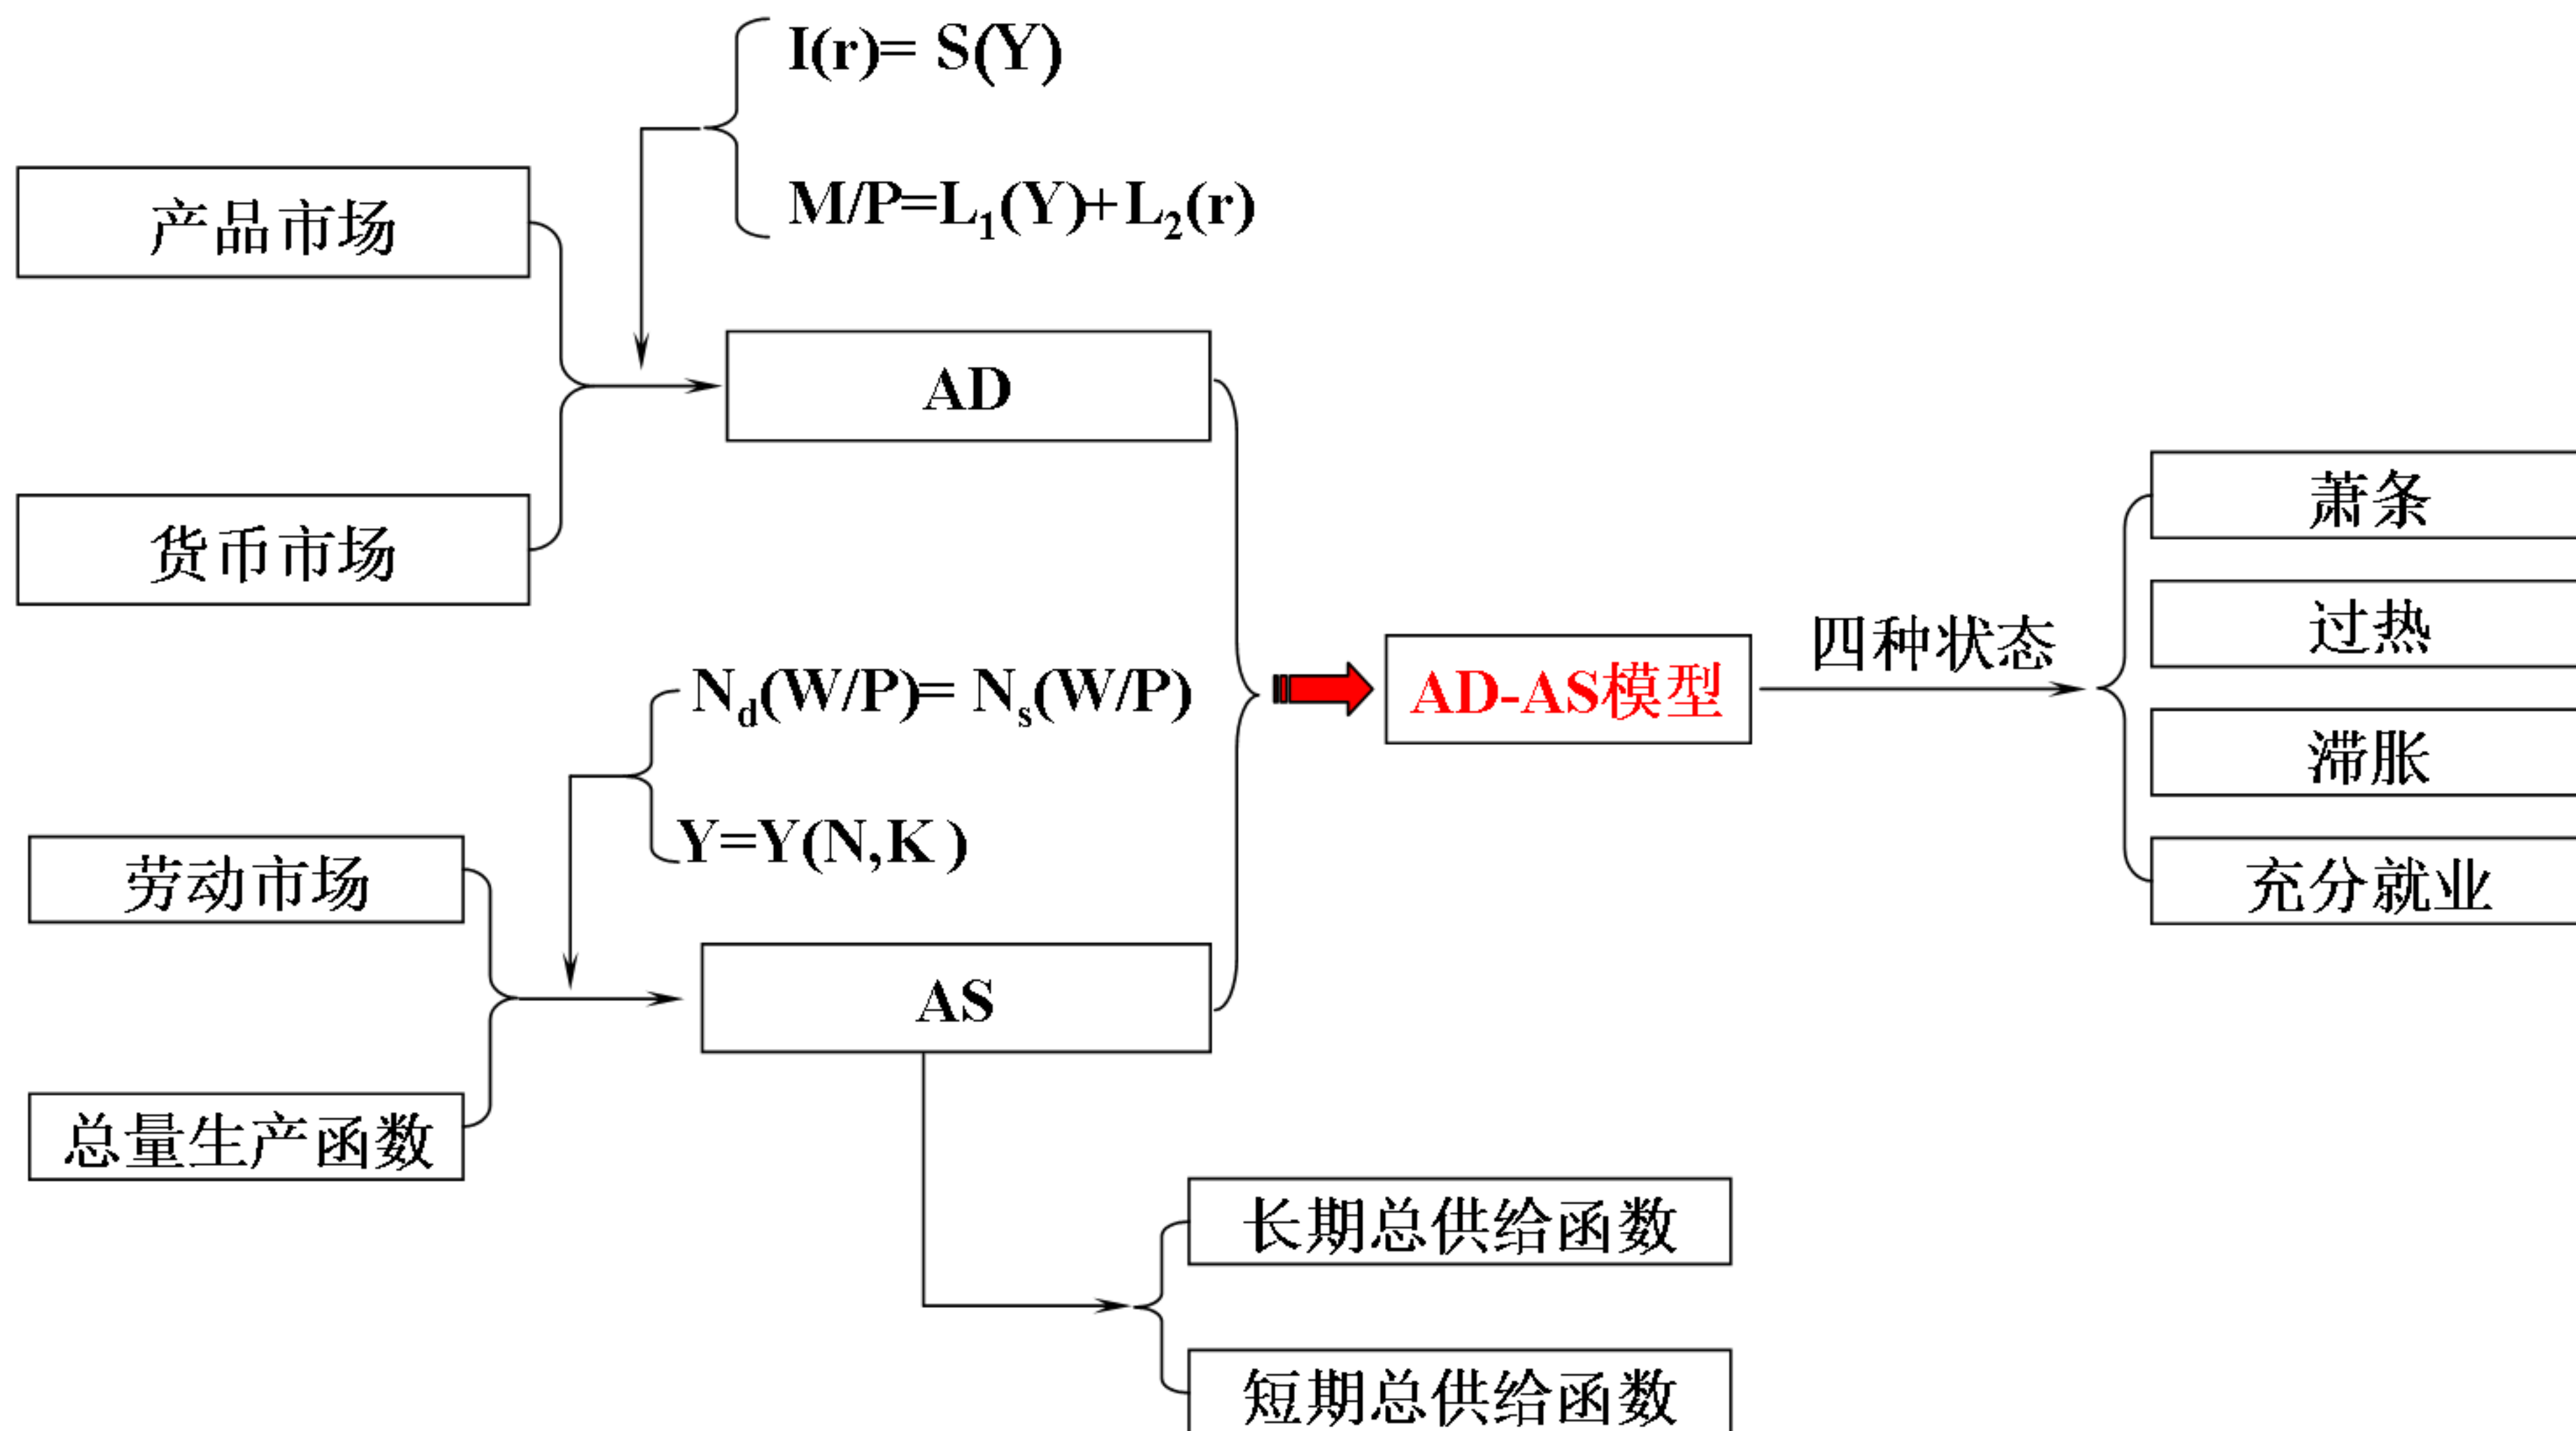 I(r)= S(Y)
M/P=L₁(Y)+L₂(r)
产品市场
AD
货币市场
N_d(W/P)= N_s(W/P)
Y=Y(N,K )
劳动市场
AS
总量生产函数
长期总供给函数
短期总供给函数
AD-AS模型
四种状态
萧条
过热
滞胀
充分就业